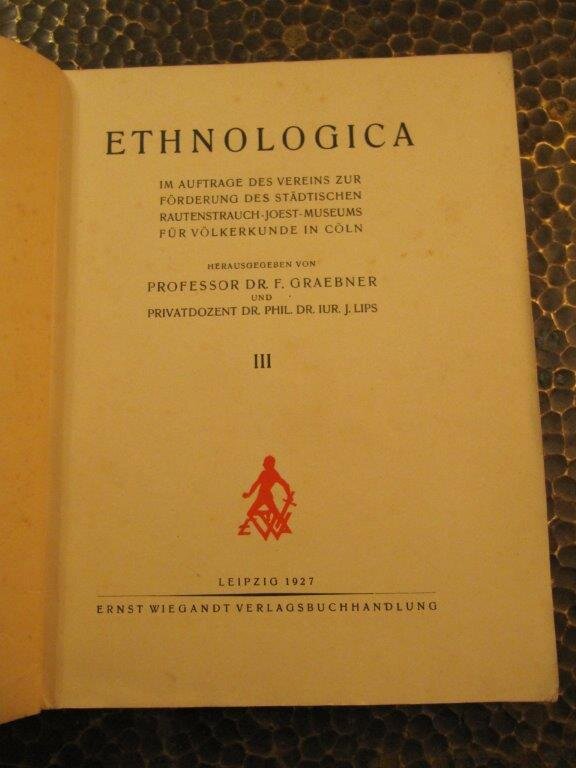 ETHNOLOGICA
IM AUFTRAGE DES VEREINS ZUR
FÖRDERUNG DES STÄDTISCHEN
RAUTENSTRAUCH-JOEST-MUSEUMS
FÜR VÖLKERKUNDE IN CÖLN
HERAUSGEGEBEN VON
PROFESSOR DR. F. GRAEBNER
UND
PRIVATDOZENT DR. PHIL. DR. IUR. J. LIPS
III
EWV
LEIPZIG 1927
ERNST WIEGANDT VERLAGSBUCHHANDLUNG